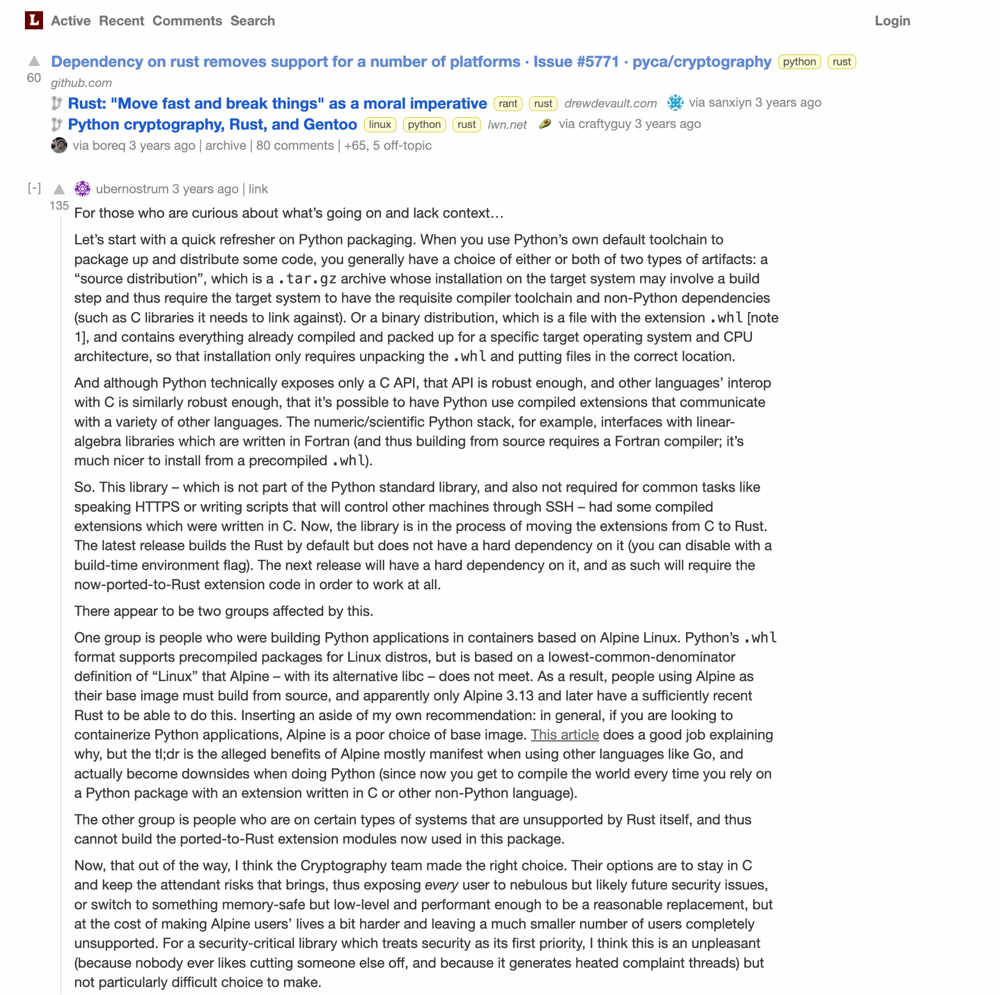 L Active Recent Comments Search Login
Dependency on rust removes support for a number of platforms · Issue #5771 · pyca/cryptography python rust
60
github.com
Rust: "Move fast and break things" as a moral imperative rant rust drewdevault.com via sanxiyn 3 years ago
Python cryptography, Rust, and Gentoo linux python rust lwn.net via craftyguy 3 years ago
via boreq 3 years ago | archive | 80 comments | +65, 5 off-topic
[-] ubernostrum 3 years ago | link
135
For those who are curious about what’s going on and lack context…
Let’s start with a quick refresher on Python packaging. When you use Python’s own default toolchain to
package up and distribute some code, you generally have a choice of either or both of two types of artifacts: a
“source distribution”, which is a .tar.gz archive whose installation on the target system may involve a build
step and thus require the target system to have the requisite compiler toolchain and non-Python dependencies
(such as C libraries it needs to link against). Or a binary distribution, which is a file with the extension .whl [note
1], and contains everything already compiled and packed up for a specific target operating system and CPU
architecture, so that installation only requires unpacking the .whl and putting files in the correct location.
And although Python technically exposes only a C API, that API is robust enough, and other languages’ interop
with C is similarly robust enough, that it’s possible to have Python use compiled extensions that communicate
with a variety of other languages. The numeric/scientific Python stack, for example, interfaces with linear-
algebra libraries which are written in Fortran (and thus building from source requires a Fortran compiler; it’s
much nicer to install from a precompiled .whl).
So. This library – which is not part of the Python standard library, and also not required for common tasks like
speaking HTTPS or writing scripts that will control other machines through SSH – had some compiled
extensions which were written in C. Now, the library is in the process of moving the extensions from C to Rust.
The latest release builds the Rust by default but does not have a hard dependency on it (you can disable with a
build-time environment flag). The next release will have a hard dependency on it, and as such will require the
now-ported-to-Rust extension code in order to work at all.
There appear to be two groups affected by this.
One group is people who were building Python applications in containers based on Alpine Linux. Python’s .whl
format supports precompiled packages for Linux distros, but is based on a lowest-common-denominator
definition of “Linux” that Alpine – with its alternative libc – does not meet. As a result, people using Alpine as
their base image must build from source, and apparently only Alpine 3.13 and later have a sufficiently recent
Rust to be able to do this. Inserting an aside of my own recommendation: in general, if you are looking to
containerize Python applications, Alpine is a poor choice of base image. This article does a good job explaining
why, but the tl;dr is the alleged benefits of Alpine mostly manifest when using other languages like Go, and
actually become downsides when doing Python (since now you get to compile the world every time you rely on
a Python package with an extension written in C or other non-Python language).
The other group is people who are on certain types of systems that are unsupported by Rust itself, and thus
cannot build the ported-to-Rust extension modules now used in this package.
Now, that out of the way, I think the Cryptography team made the right choice. Their options are to stay in C
and keep the attendant risks that brings, thus exposing every user to nebulous but likely future security issues,
or switch to something memory-safe but low-level and performant enough to be a reasonable replacement, but
at the cost of making Alpine users’ lives a bit harder and leaving a much smaller number of users completely
unsupported. For a security-critical library which treats security as its first priority, I think this is an unpleasant
(because nobody ever likes cutting someone else off, and because it generates heated complaint threads) but
not particularly difficult choice to make.